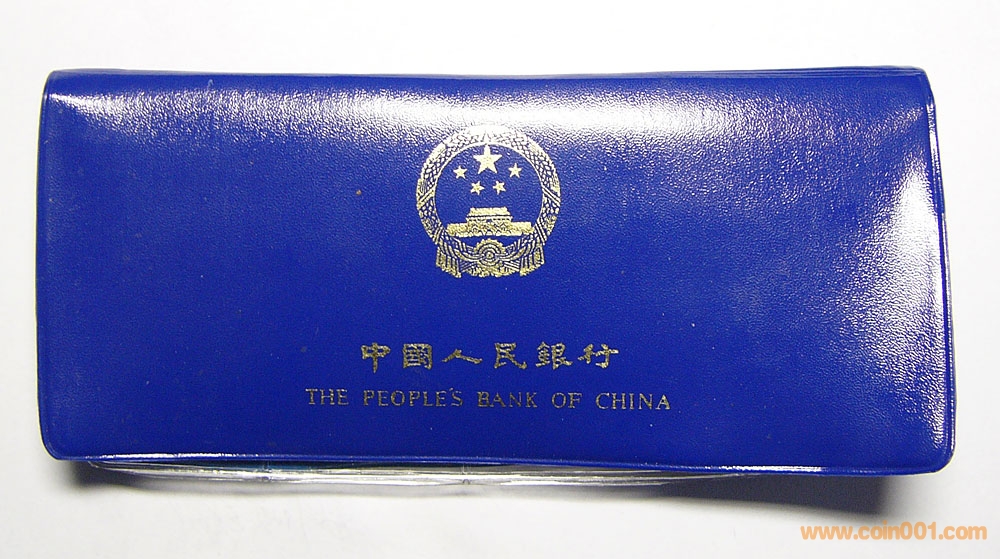 中國人民銀行
THE PEOPLE'S BANK OF CHINA
www.coin001.com